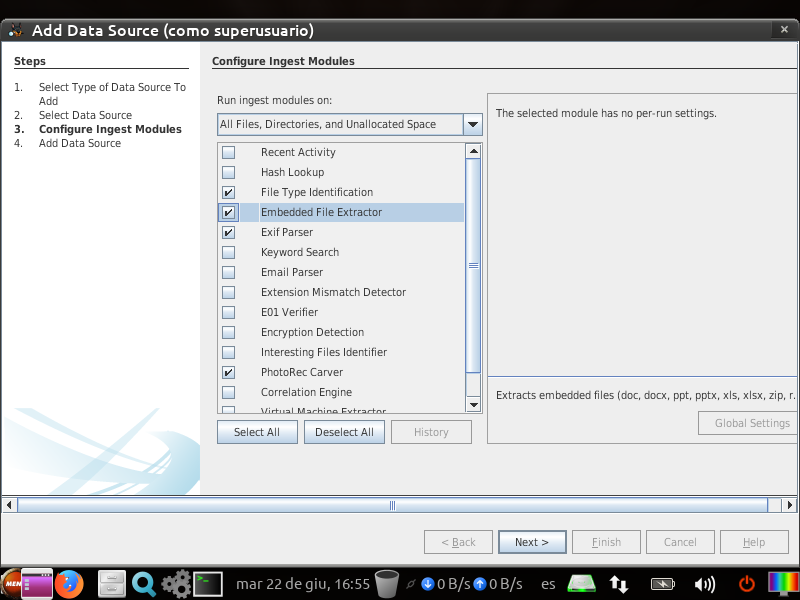 Add Data Source (como superusuario)
Steps
1. Select Type of Data Source To
Add
2. Select Data Source
3. Configure Ingest Modules
4. Add Data Source
Configure Ingest Modules
Run ingest modules on:
All Files, Directories, and Unallocated Space
Recent Activity
Hash Lookup
File Type Identification
Embedded File Extractor
Exif Parser
Keyword Search
Email Parser
Extension Mismatch Detector
E01 Verifier
Encryption Detection
Interesting Files Identifier
PhotoRec Carver
Correlation Engine
Virtual Machine Extractor
Select All
Deselect All
History
The selected module has no per-run settings.
Extracts embedded files (doc, docx, ppt, pptx, xls, xlsx, zip, r.
Global Settings
< Back
Next >
Finish
Cancel
Help
MEN
mar 22 de giu, 16:55
0 B/s
0 B/s
es